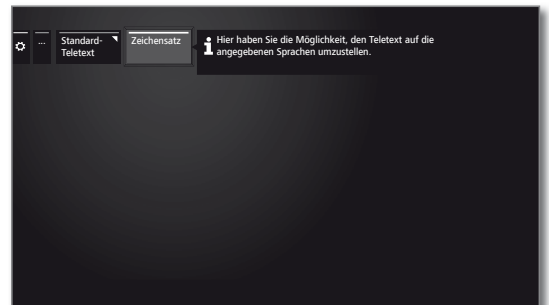 ... Standard-
Teletext
Zeichensatz
i Hier haben Sie die Möglichkeit, den Teletext auf die
angegebenen Sprachen umzustellen.